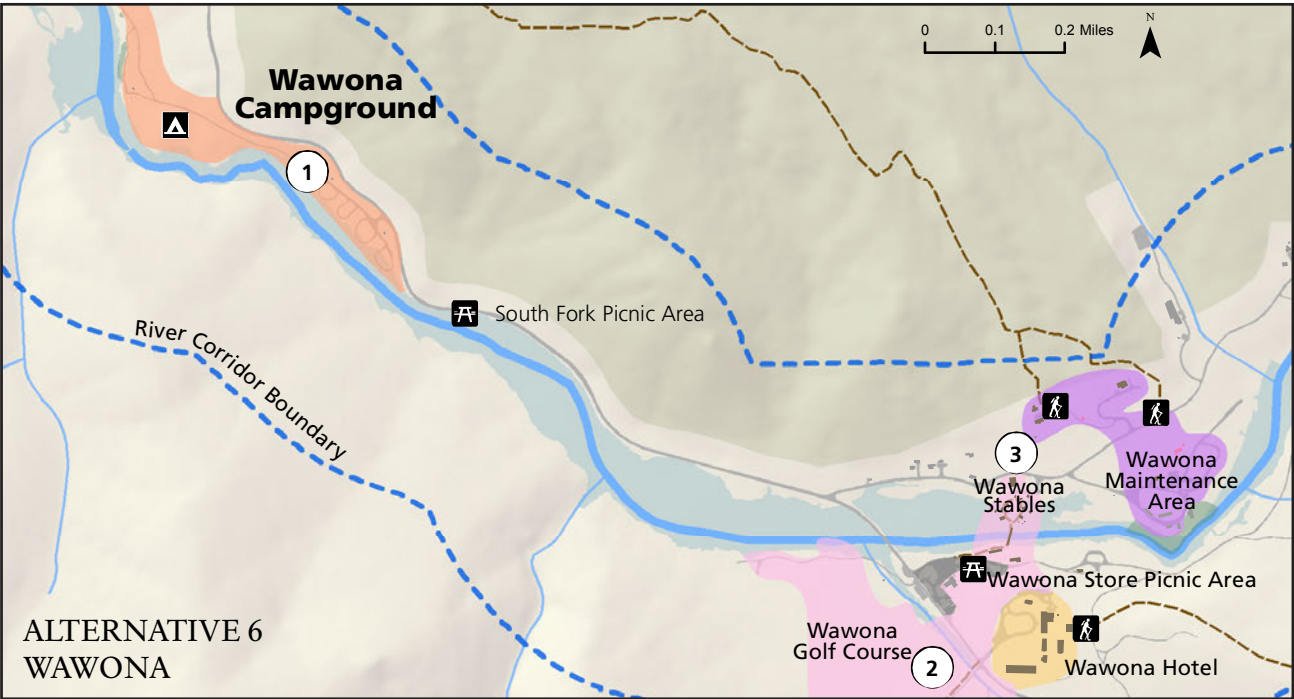 N
0 0.1 0.2 Miles
Wawona
Campground
1
South Fork Picnic Area
River Corridor Boundary
3
Wawona
Stables
Wawona
Maintenance
Area
Wawona Store Picnic Area
Wawona
Golf Course
2
Wawona Hotel
ALTERNATIVE 6
WAWONA